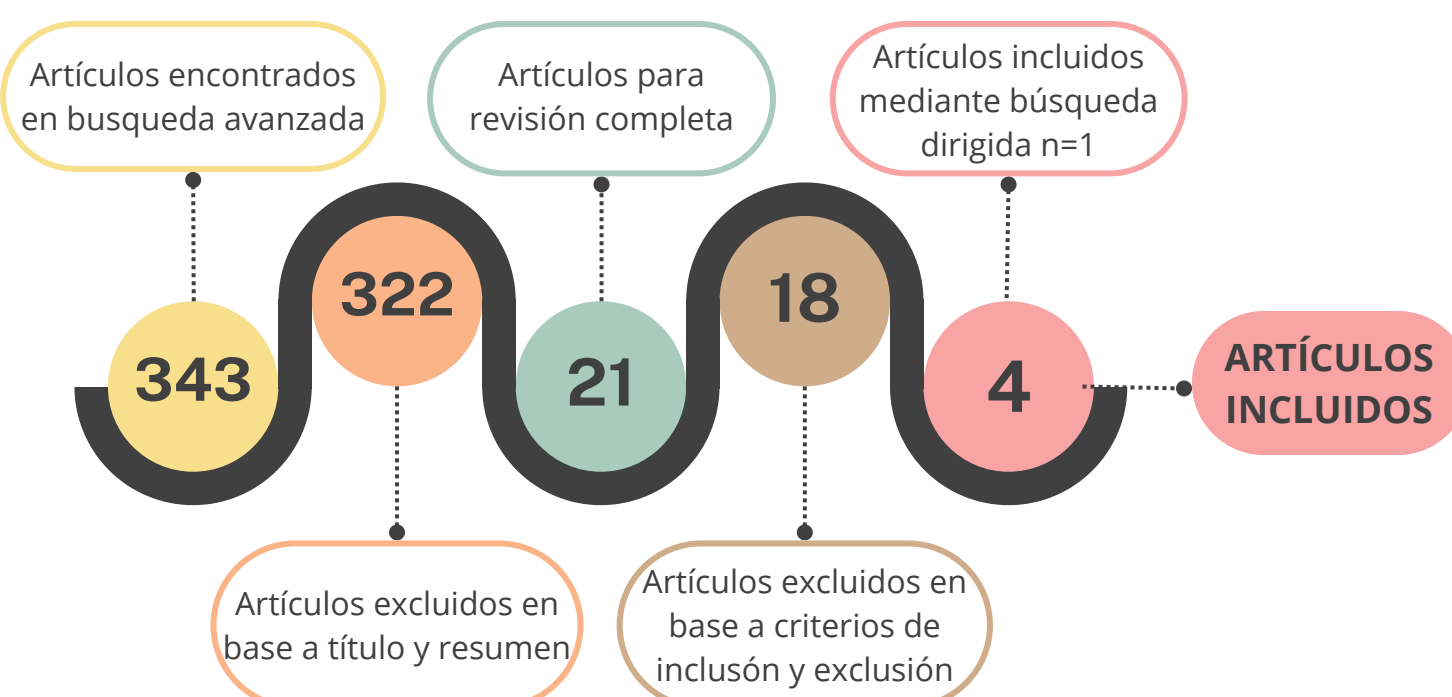 Artículos encontrados
en busqueda avanzada
343
322
Artículos excluidos en
base a título y resumen
Artículos para
revisión completa
21
18
Artículos excluidos en
base a criterios de
inclusón y exclusión
Artículos incluidos
mediante búsqueda
dirigida n=1
4
ARTÍCULOS
INCLUIDOS